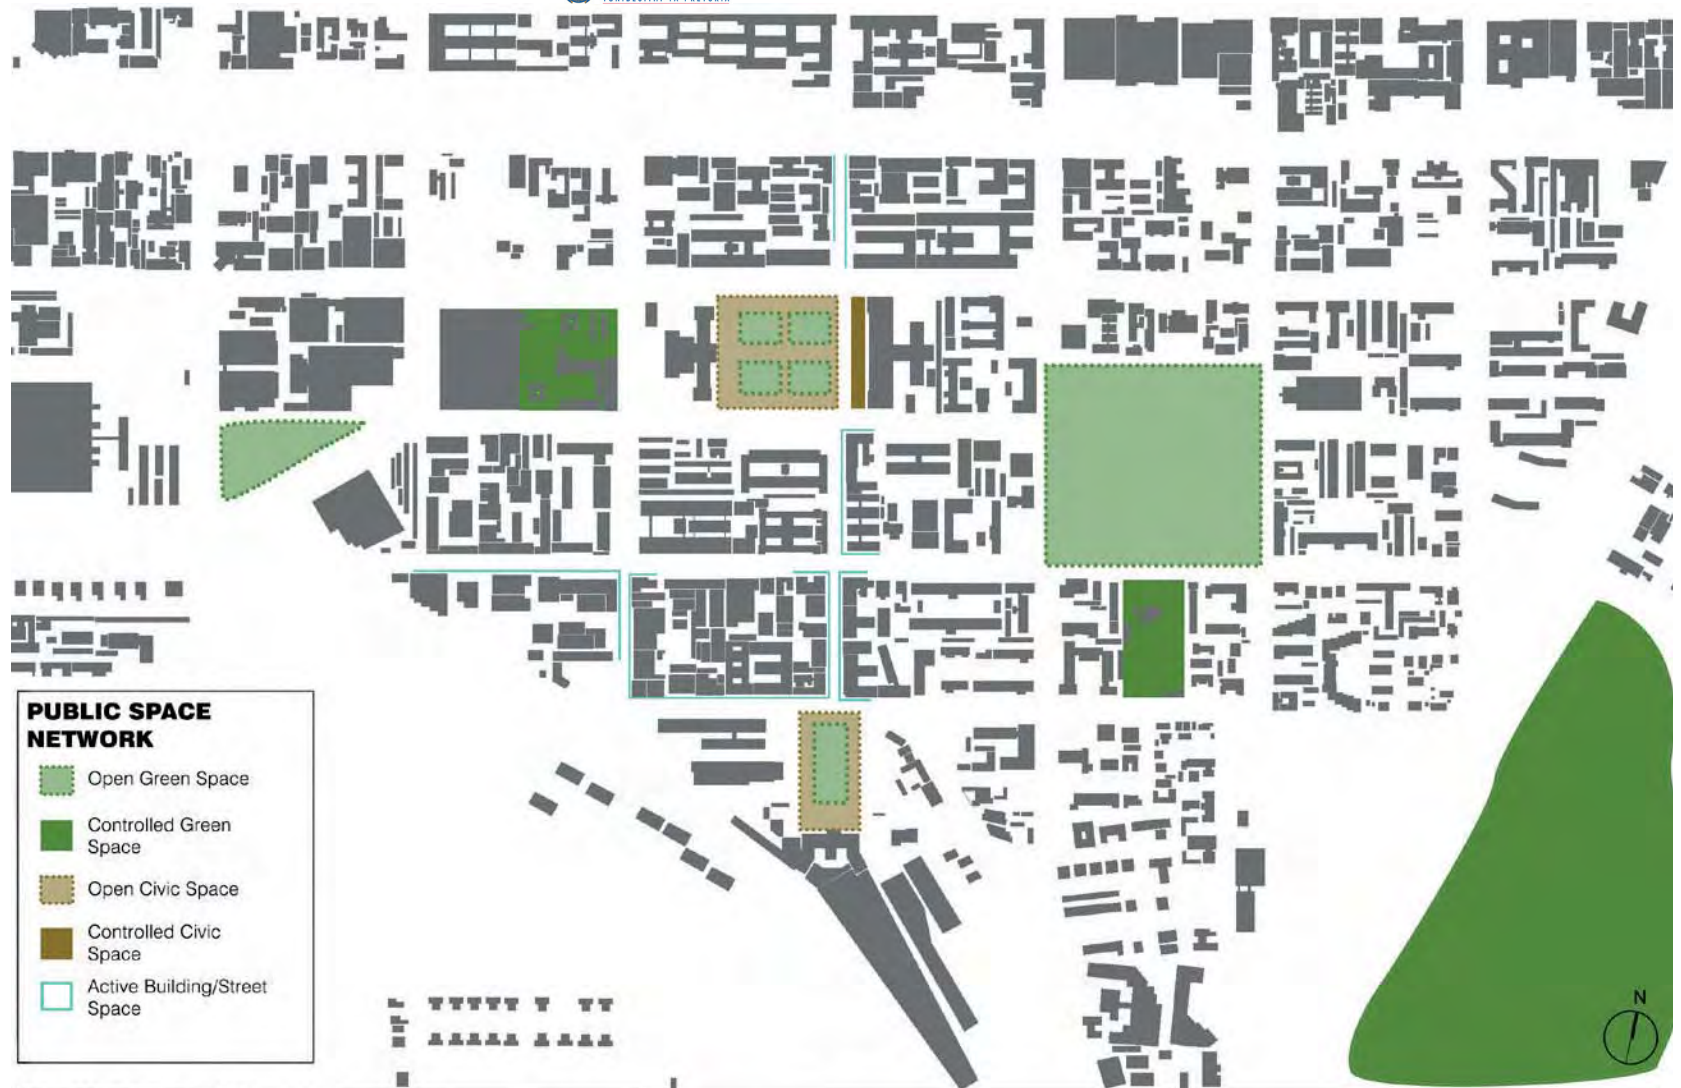 PUBLIC SPACE
NETWORK
Open Green Space
Controlled Green
Space
Open Civic Space
Controlled Civic
Space
Active Building/Street
Space
N